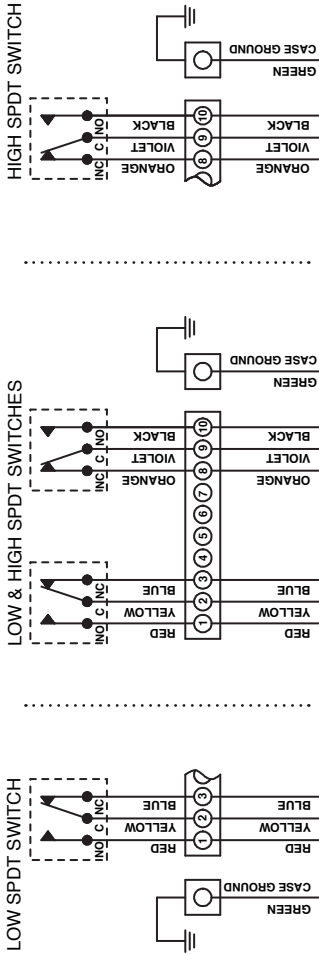 LOW SPDT SWITCH
NO C NC
RED
YELLOW
BLUE
1 2 3
GREEN
CASE GROUND
RED
YELLOW
BLUE
LOW & HIGH SPDT SWITCHES
NO C NC
NC C NO
RED
YELLOW
BLUE
ORANGE
VIOLET
BLACK
1 2 3 4 5 6 7 8 9 10
RED
YELLOW
BLUE
ORANGE
VIOLET
BLACK
GREEN
CASE GROUND
HIGH SPDT SWITCH
NC C NO
ORANGE
VIOLET
BLACK
8 9 10
ORANGE
VIOLET
BLACK
GREEN
CASE GROUND